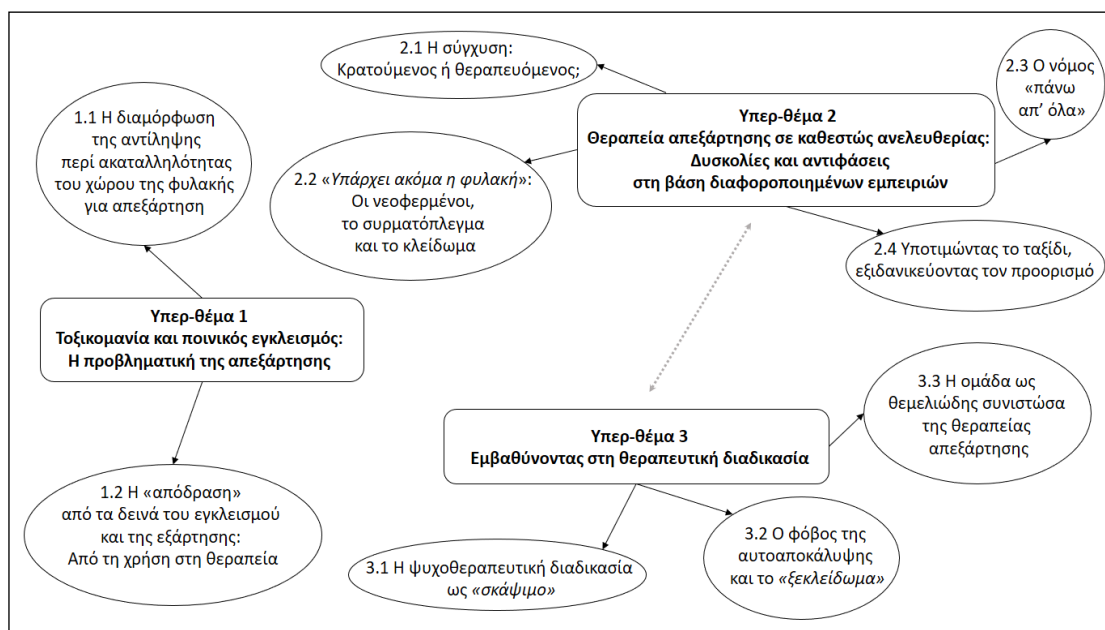 1.1 Η διαμόρφωση
της αντίληψης
περί ακαταλληλότητας
του χώρου της φυλακής
για απεξάρτηση
Υπερ-θέμα 1
Τοξικομανία και ποινικός εγκλεισμός:
Η προβληματική της απεξάρτησης
1.2 Η «απόδραση»
από τα δεινά του εγκλεισμού
και της εξάρτησης:
Από τη χρήση στη θεραπεία
2.1 Η σύγχυση:
Κρατούμενος ή θεραπευόμενος;
2.2 «Υπάρχει ακόμα η φυλακή»:
Οι νεοφερμένοι,
το συρματόπλεγμα
και το κλείδωμα
Υπερ-θέμα 2
Θεραπεία απεξάρτησης σε καθεστώς ανελευθερίας:
Δυσκολίες και αντιφάσεις
στη βάση διαφοροποιημένων εμπειριών
2.3 Ο νόμος
«πάνω
απ’ όλα»
2.4 Υποτιμώντας το ταξίδι,
εξιδανικεύοντας τον προορισμό
Υπερ-θέμα 3
Εμβαθύνοντας στη θεραπευτική διαδικασία
3.1 Η ψυχοθεραπευτική διαδικασία
ως «σκάψιμο»
3.2 Ο φόβος της
αυτοαποκάλυψης
και το «ξεκλείδωμα»
3.3 Η ομάδα ως
θεμελιώδης συνιστώσα
της θεραπείας
απεξάρτησης